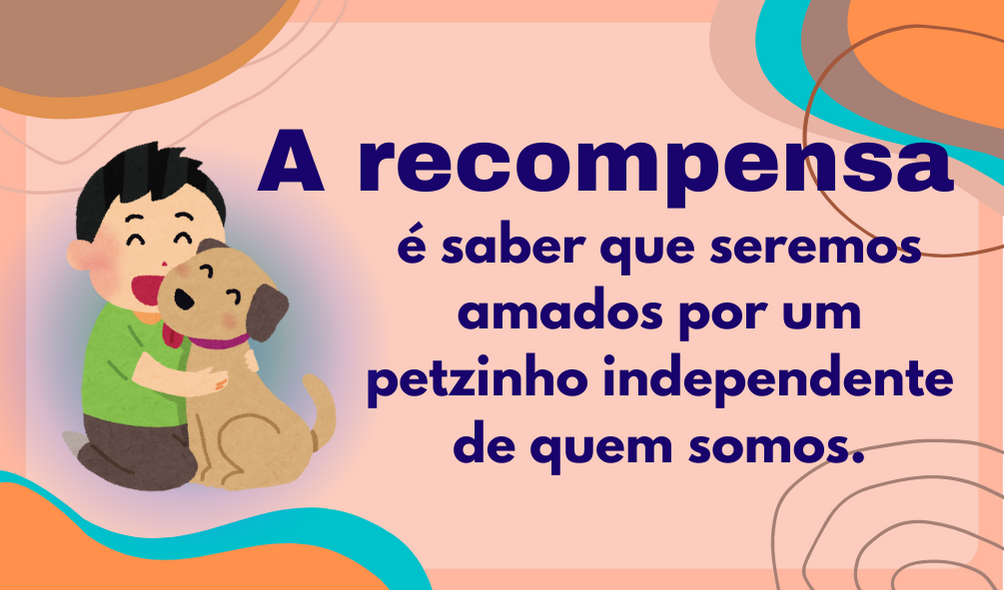 A recompensa
é saber que seremos
amados por um
petzinho independente
de quem somos.